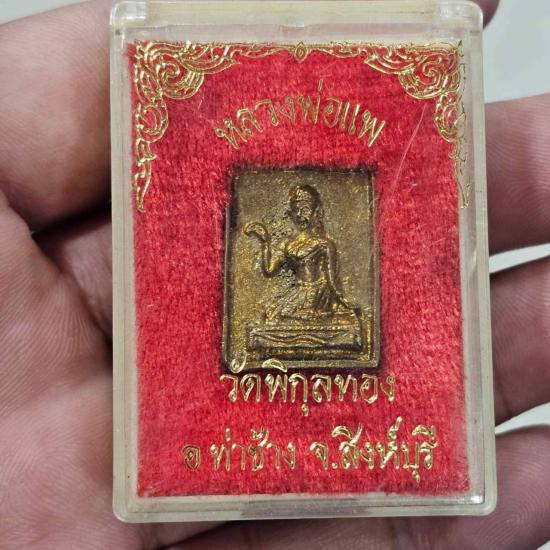 หลวงพ่อแพ
วัดพิกุลทอง
อ ท่าช้าง จ.สิงห์บุรี